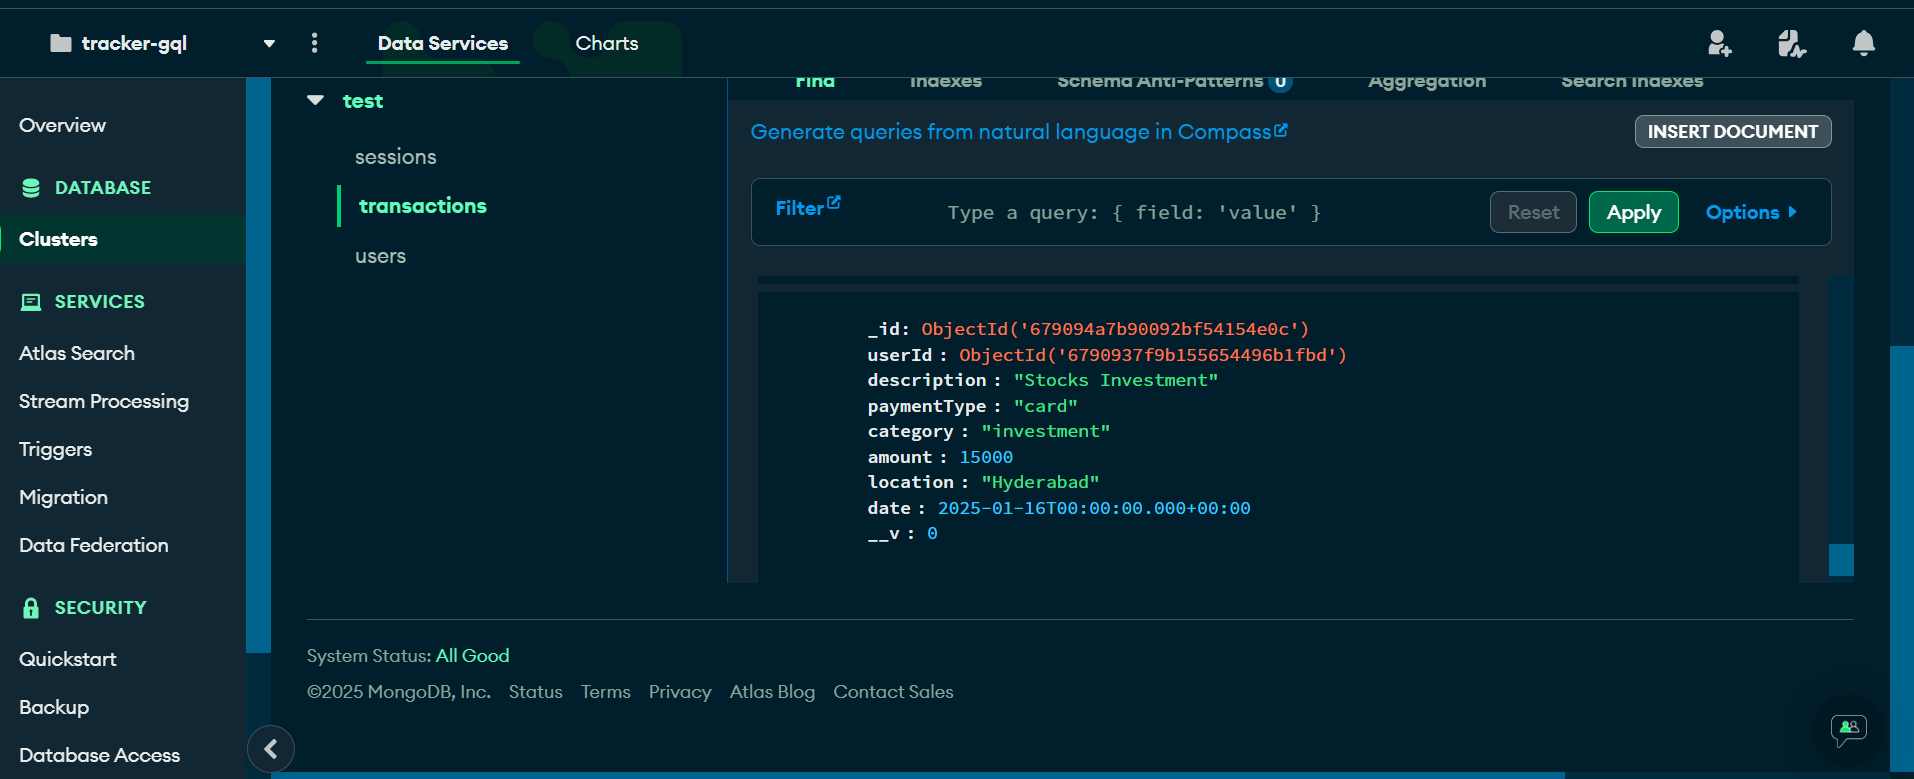 tracker-gql
Data Services
Charts
Overview
DATABASE
Clusters
SERVICES
Atlas Search
Stream Processing
Triggers
Migration
Data Federation
SECURITY
Quickstart
Backup
Database Access
test
sessions
transactions
users
Find Indexes Schema Anti-Patterns 0 Aggregation Search Indexes
Generate queries from natural language in Compass
INSERT DOCUMENT
Filter Type a query: { field: 'value' } Reset Apply Options
_id: ObjectId('679094a7b90092bf54154e0c')
userId : ObjectId('6790937f9b155654496b1fbd')
description : "Stocks Investment"
paymentType : "card"
category : "investment"
amount : 15000
location : "Hyderabad"
date : 2025-01-16T00:00:00.000+00:00
__v : 0
System Status: All Good
©2025 MongoDB, Inc. Status Terms Privacy Atlas Blog Contact Sales